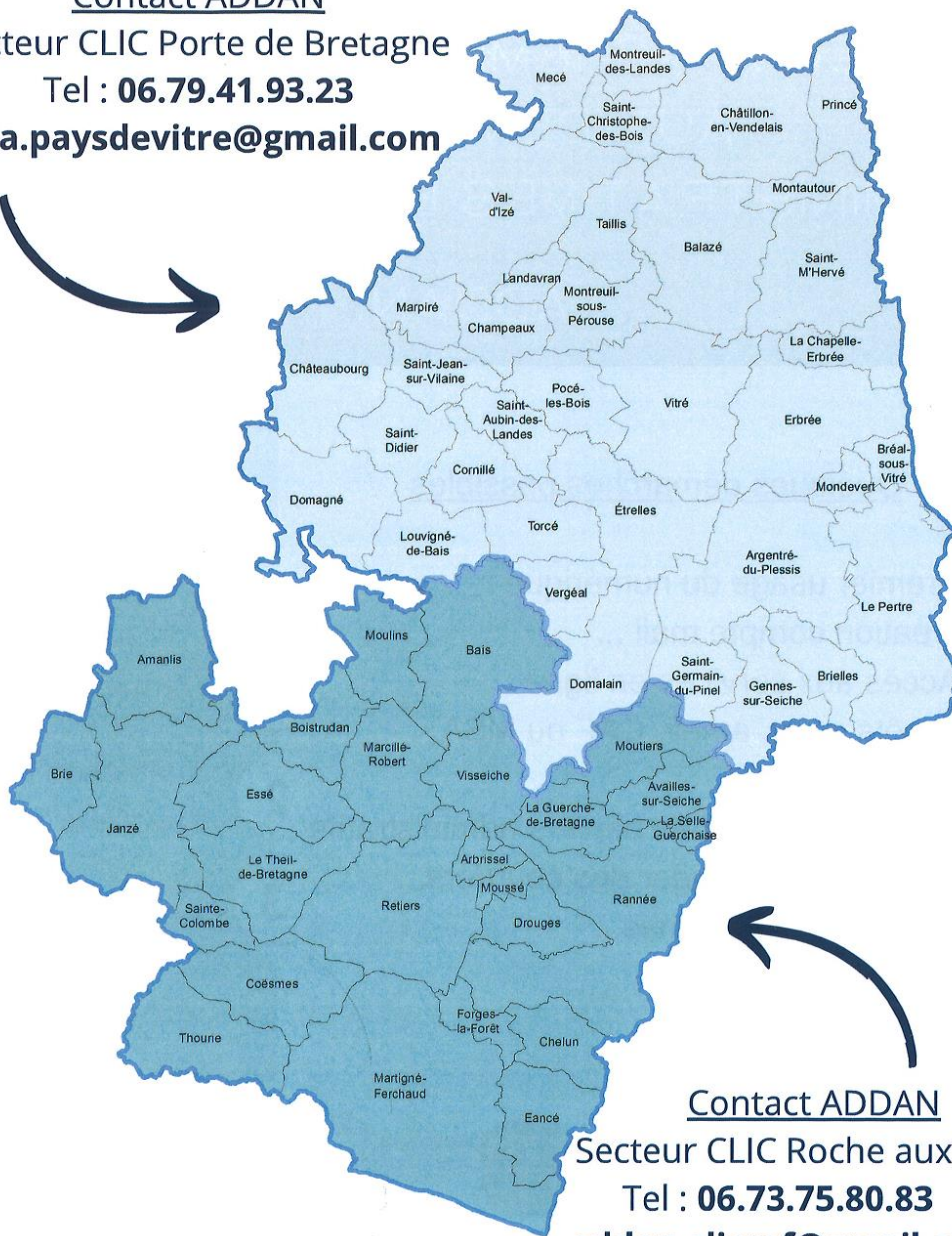 Contact ADDAN
cteur CLIC Porte de Bretagne
Tel : 06.79.41.93.23
a.paysdevitre@gmail.com
Mecé
Montreuil-
des-Landes
Saint-
Christophe-
des-Bois
Châtillon-
en-Vendelais
Princé
Val-
d'Izé
Taillis
Montautour
Balazé
Saint-
M'Hervé
Landavran
Montreuil-
sous-
Pérouse
Marpiré
Champeaux
La Chapelle-
Erbrée
Châteaubourg
Saint-Jean-
sur-Vilaine
Pocé-
les-Bois
Vitré
Saint-
Aubin-des-
Landes
Erbrée
Saint-
Didier
Cornillé
Bréal-
sous-
Vitré
Mondevert
Domagné
Étrelles
Torcé
Louvigné-
de-Bais
Argentré-
du-Plessis
Vergéal
Le Pertre
Moulins
Bais
Amanlis
Domalain
Saint-
Germain-
du-Pinel
Gennes-
sur-Seiche
Brielles
Boistrudan
Marcillé-
Robert
Moutiers
Brie
Visseiche
Essé
Availles-
sur-Seiche
La Guerche-
de-Bretagne
La Selle-
Guerchaise
Janzé
Le Theil-
de-Bretagne
Arbrissel
Moussé
Retiers
Rannée
Sainte-
Colombe
Drouges
Coësmes
Forges-
la-Forêt
Thourie
Chelun
Martigné-
Ferchaud
Eancé
Contact ADDAN
Secteur CLIC Roche aux
Tel : 06.73.75.80.83